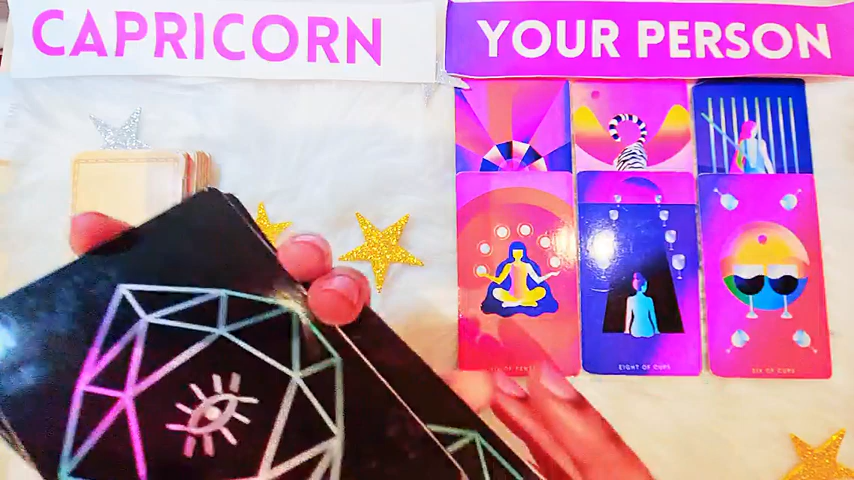 CAPRICORN
YOUR PERSON
EIGHT OF CUPS
SIX OF CUPS